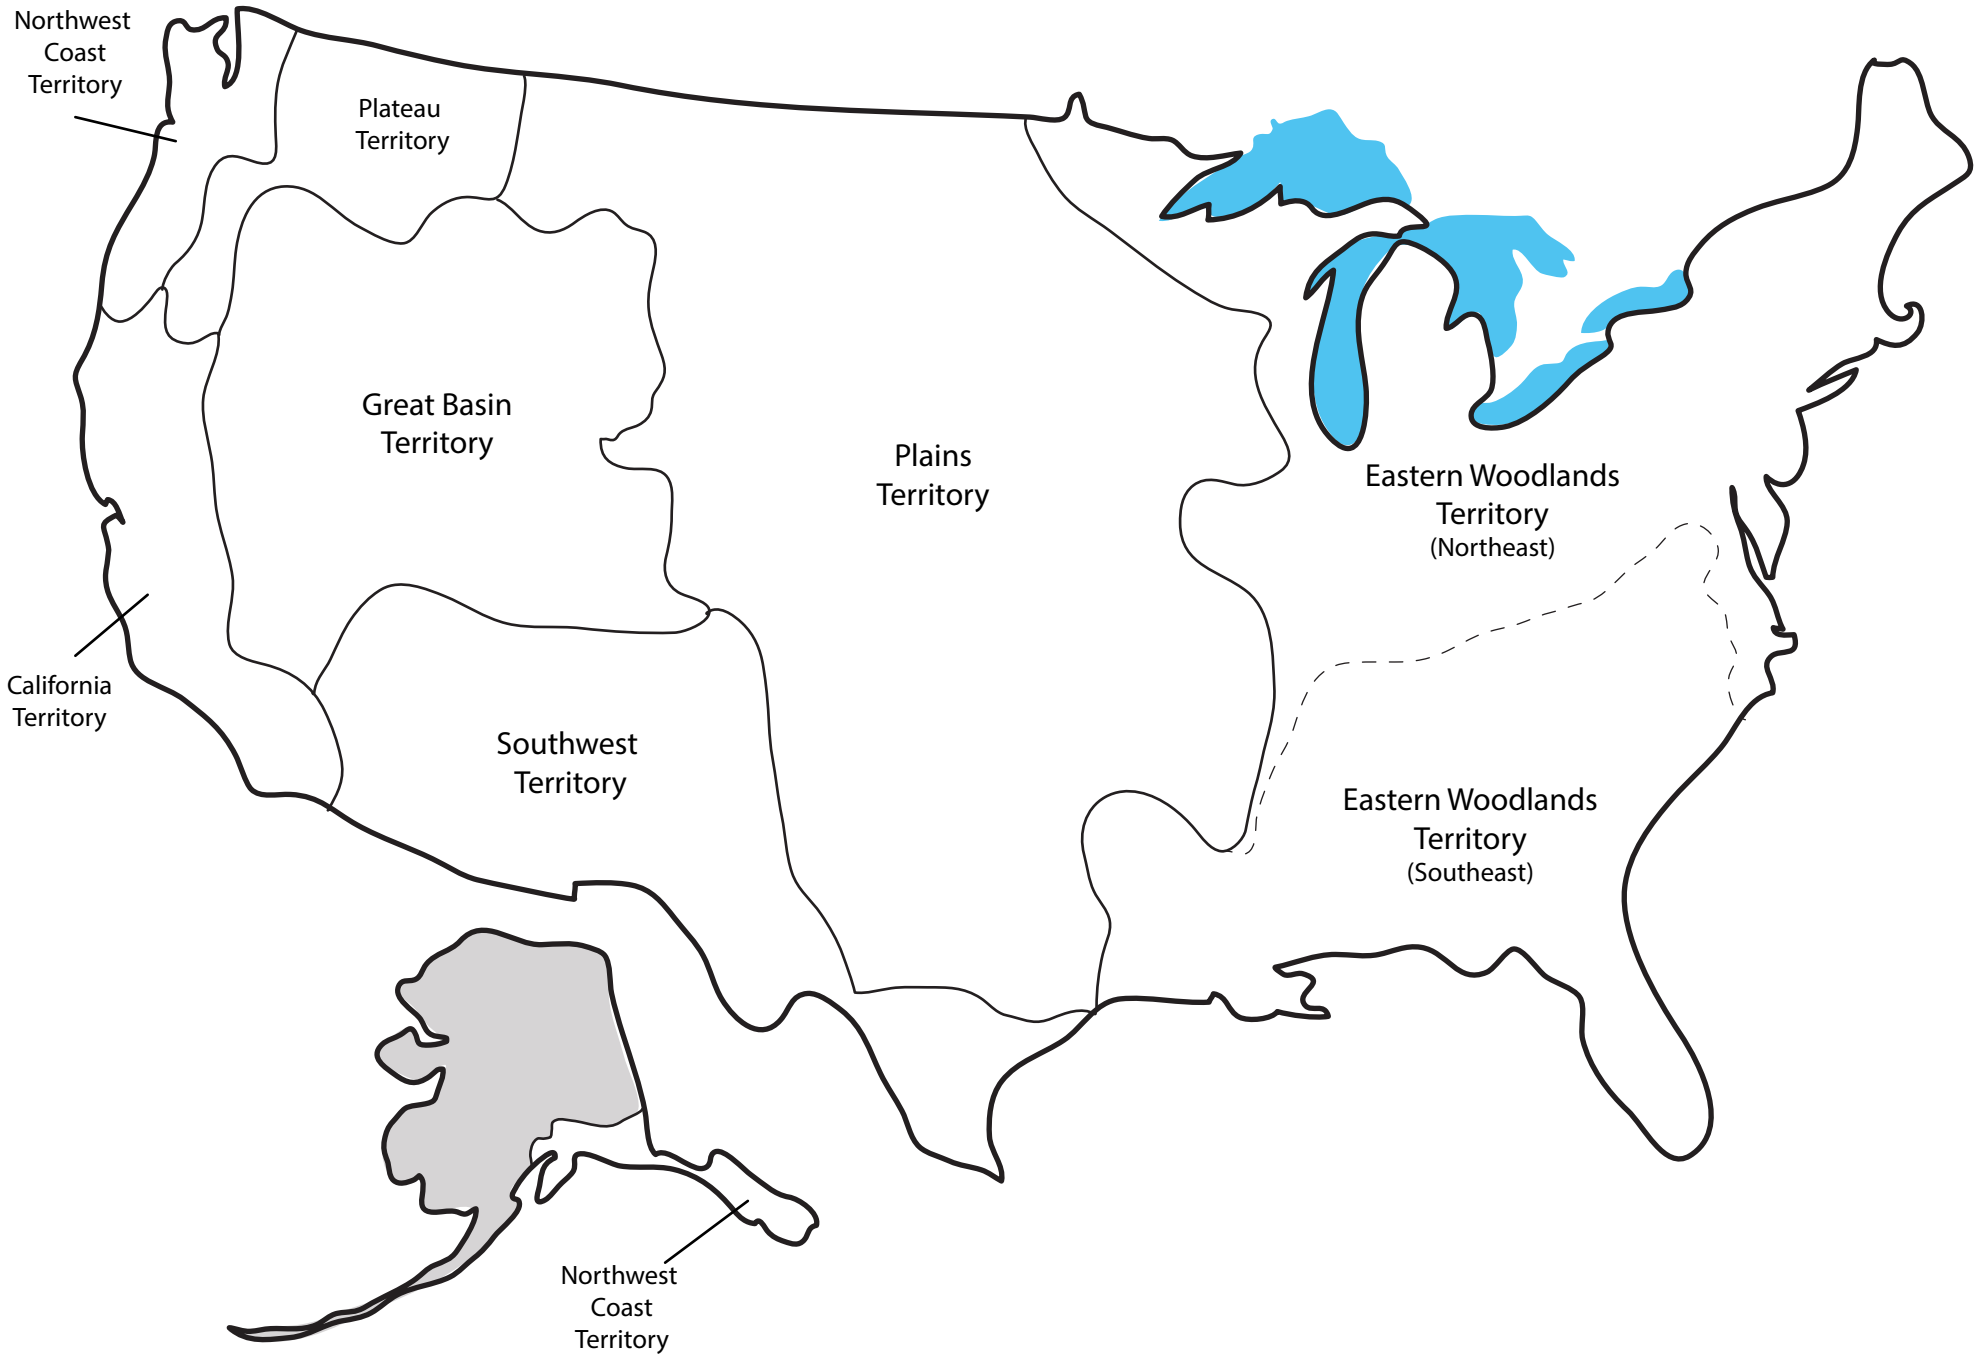 Northwest
Coast
Territory
Plateau
Territory
Great Basin
Territory
Plains
Territory
Eastern Woodlands
Territory
(Northeast)
California
Territory
Southwest
Territory
Eastern Woodlands
Territory
(Southeast)
Northwest
Coast
Territory